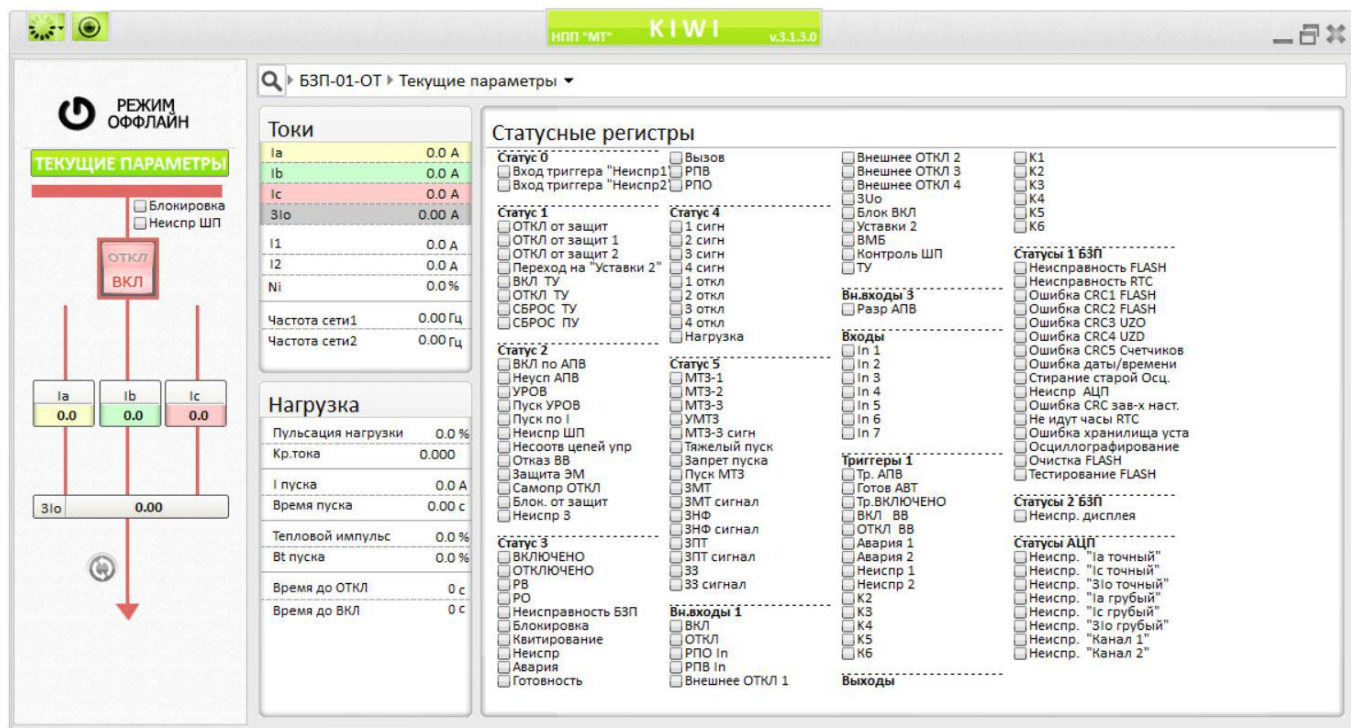 НПП "МТ" KIWI v.3.1.3.0
БЗП-01-ОТ Текущие параметры
РЕЖИМ
ОФФЛАЙН
ТЕКУЩИЕ ПАРАМЕТРЫ
Блокировка
Неиспр ШП
ОТКЛ
ВКЛ
Ia Ib Ic
0.0 0.0 0.0
3Io 0.00
Токи
Ia 0.0 А
Ib 0.0 А
Ic 0.0 А
3Io 0.00 А
I1 0.0 А
I2 0.0 А
Ni 0.0 %
Частота сети1 0.00 Гц
Частота сети2 0.00 Гц
Нагрузка
Пульсация нагрузки 0.0 %
Кр.тока 0.000
I пуска 0.0 А
Время пуска 0.00 с
Тепловой импульс 0.0 %
Bt пуска 0.0 %
Время до ОТКЛ 0 с
Время до ВКЛ 0 с
Статусные регистры
Статус 0
Вход триггера "Неиспр1"
Вход триггера "Неиспр2"
Статус 1
ОТКЛ от защит
ОТКЛ от защит 1
ОТКЛ от защит 2
Переход на "Уставки 2"
ВКЛ ТУ
ОТКЛ ТУ
СБРОС ТУ
СБРОС ПУ
Статус 2
ВКЛ по АПВ
Неусп АПВ
УРОВ
Пуск УРОВ
Пуск по I
Неиспр ШП
Несоотв цепей упр
Отказ ВВ
Защита ЭМ
Самопр ОТКЛ
Блок. от защит
Неиспр 3
Статус 3
ВКЛЮЧЕНО
ОТКЛЮЧЕНО
РВ
РО
Неисправность БЗП
Блокировка
Квитирование
Неиспр
Авария
Готовность
Вызов
РПВ
РПО
Статус 4
1 сигн
2 сигн
3 сигн
4 сигн
1 откл
2 откл
3 откл
4 откл
Нагрузка
Статус 5
МТЗ-1
МТЗ-2
МТЗ-3
УМТЗ
МТЗ-3 сигн
Тяжелый пуск
Запрет пуска
Пуск МТЗ
ЗМТ
ЗМТ сигнал
ЗНФ
ЗНФ сигнал
ЗПТ
ЗПТ сигнал
ЗЗ
ЗЗ сигнал
Вн.входы 1
ВКЛ
ОТКЛ
РПО In
РПВ In
Внешнее ОТКЛ 1
Внешнее ОТКЛ 2
Внешнее ОТКЛ 3
Внешнее ОТКЛ 4
3Uo
Блок ВКЛ
Уставки 2
ВМБ
Контроль ШП
ТУ
Вн.входы 3
Разр АПВ
Входы
In 1
In 2
In 3
In 4
In 5
In 6
In 7
Триггеры 1
Тр. АПВ
Готов АВТ
Тр.ВКЛЮЧЕНО
ВКЛ ВВ
ОТКЛ ВВ
Авария 1
Авария 2
Неиспр 1
Неиспр 2
К2
К3
К4
К5
К6
Выходы
К1
К2
К3
К4
К5
К6
Статусы 1 БЗП
Неисправность FLASH
Неисправность RTC
Ошибка CRC1 FLASH
Ошибка CRC2 FLASH
Ошибка CRC3 UZO
Ошибка CRC4 UZD
Ошибка CRC5 Счетчиков
Ошибка даты/времени
Стирание старой Осц.
Неиспр АЦП
Ошибка CRC зав-х наст.
Не идут часы RTC
Ошибка хранилища уста
Осциллографирование
Очистка FLASH
Тестирование FLASH
Статусы 2 БЗП
Неиспр. дисплея
Статусы АЦП
Неиспр. "Ia точный"
Неиспр. "Ic точный"
Неиспр. "3Io точный"
Неиспр. "Ia грубый"
Неиспр. "Ic грубый"
Неиспр. "3Io грубый"
Неиспр. "Канал 1"
Неиспр. "Канал 2"